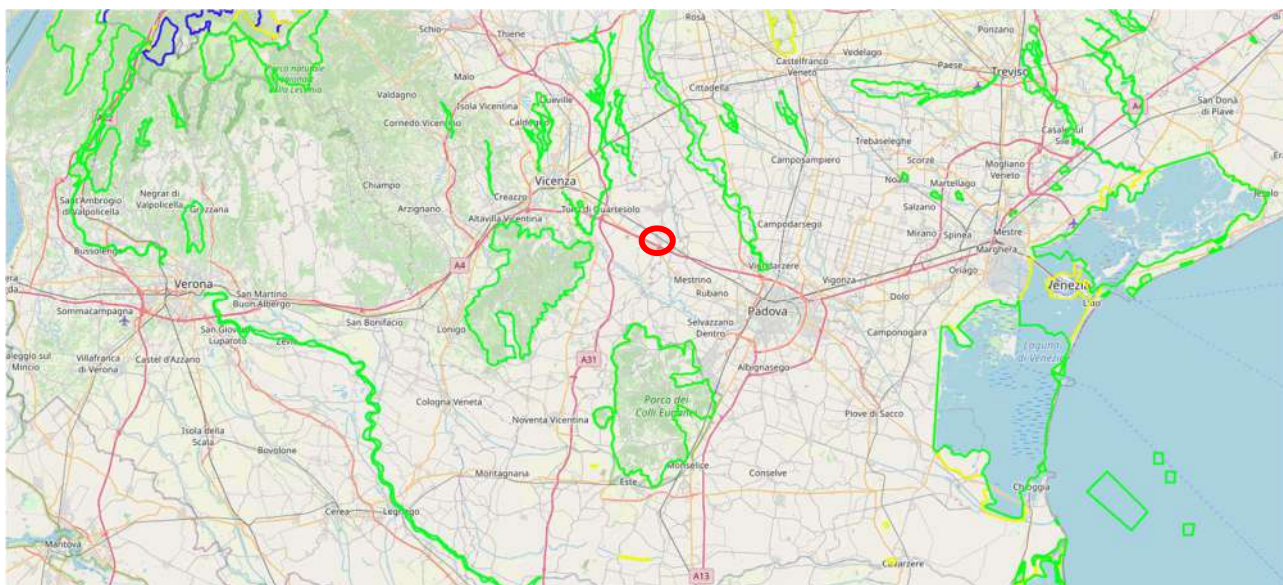 Rosà
Ponzano
Schio
Thiene
Vedelago
Castelfranco
Veneto
Paese
Treviso
Malo
Cittadella
San Donà
di Piave
Valdagno
Isola Vicentina
A4
Cornedo Vicentino
Trebaseleghe
Casale sul
Sile
Camposampiero
Scorzè
Mogliano
Veneto
Negrar di
Valpolicella
Chiampo
Creazzo
Vicenza
Martellago
Jesolo
Sant'Ambrogio
di Valpolicella
Grezzana
Arzignano
Altavilla Vicentina
Torri di Quartesolo
Campodarsego
Salzano
Mirano
Spinea
Mestre
Marghera
Bussolengo
A4
Mestrino
Vigodarzere
Vigonza
Oriago
Verona
San Martino
Buon Albergo
Rubano
Dolo
Venezia
Lido
Sommacampagna
San Giovanni
Lupatoto
San Bonifacio
Lonigo
Selvazzano
Dentro
Padova
Camponogara
Villafranca
di Verona
Castel d'Azzano
A31
Albignasego
Laguna
di Venezia
Cologna Veneta
Noventa Vicentina
Parco dei
Colli Euganei
Piove di Sacco
Isola della
Scala
Bovolone
Montagnana
Monselice
Conselve
Este
Chioggia
Cerea
Legnago
Mantova
A13
Cavarzere